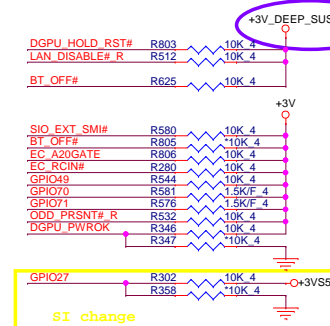 +3V_DEEP_SUS
DGPU_HOLD_RST# R803 10K_4
LAN_DISABLE#_R R512 10K_4
BT_OFF# R625 10K_4
+3V
SIO_EXT_SMI# R580 10K_4
BT_OFF# R805 *10K_4
EC_A20GATE R806 10K_4
EC_RCIN# R280 10K_4
GPIO49 R544 10K_4
GPIO70 R581 1.5K/F_4
GPIO71 R576 1.5K/F_4
ODD_PRSNT#_R R532 10K_4
DGPU_PWROK R346 10K_4
R347 *10K_4
GPIO27 R302 10K_4 +3VS5
R358 *10K_4
SI change